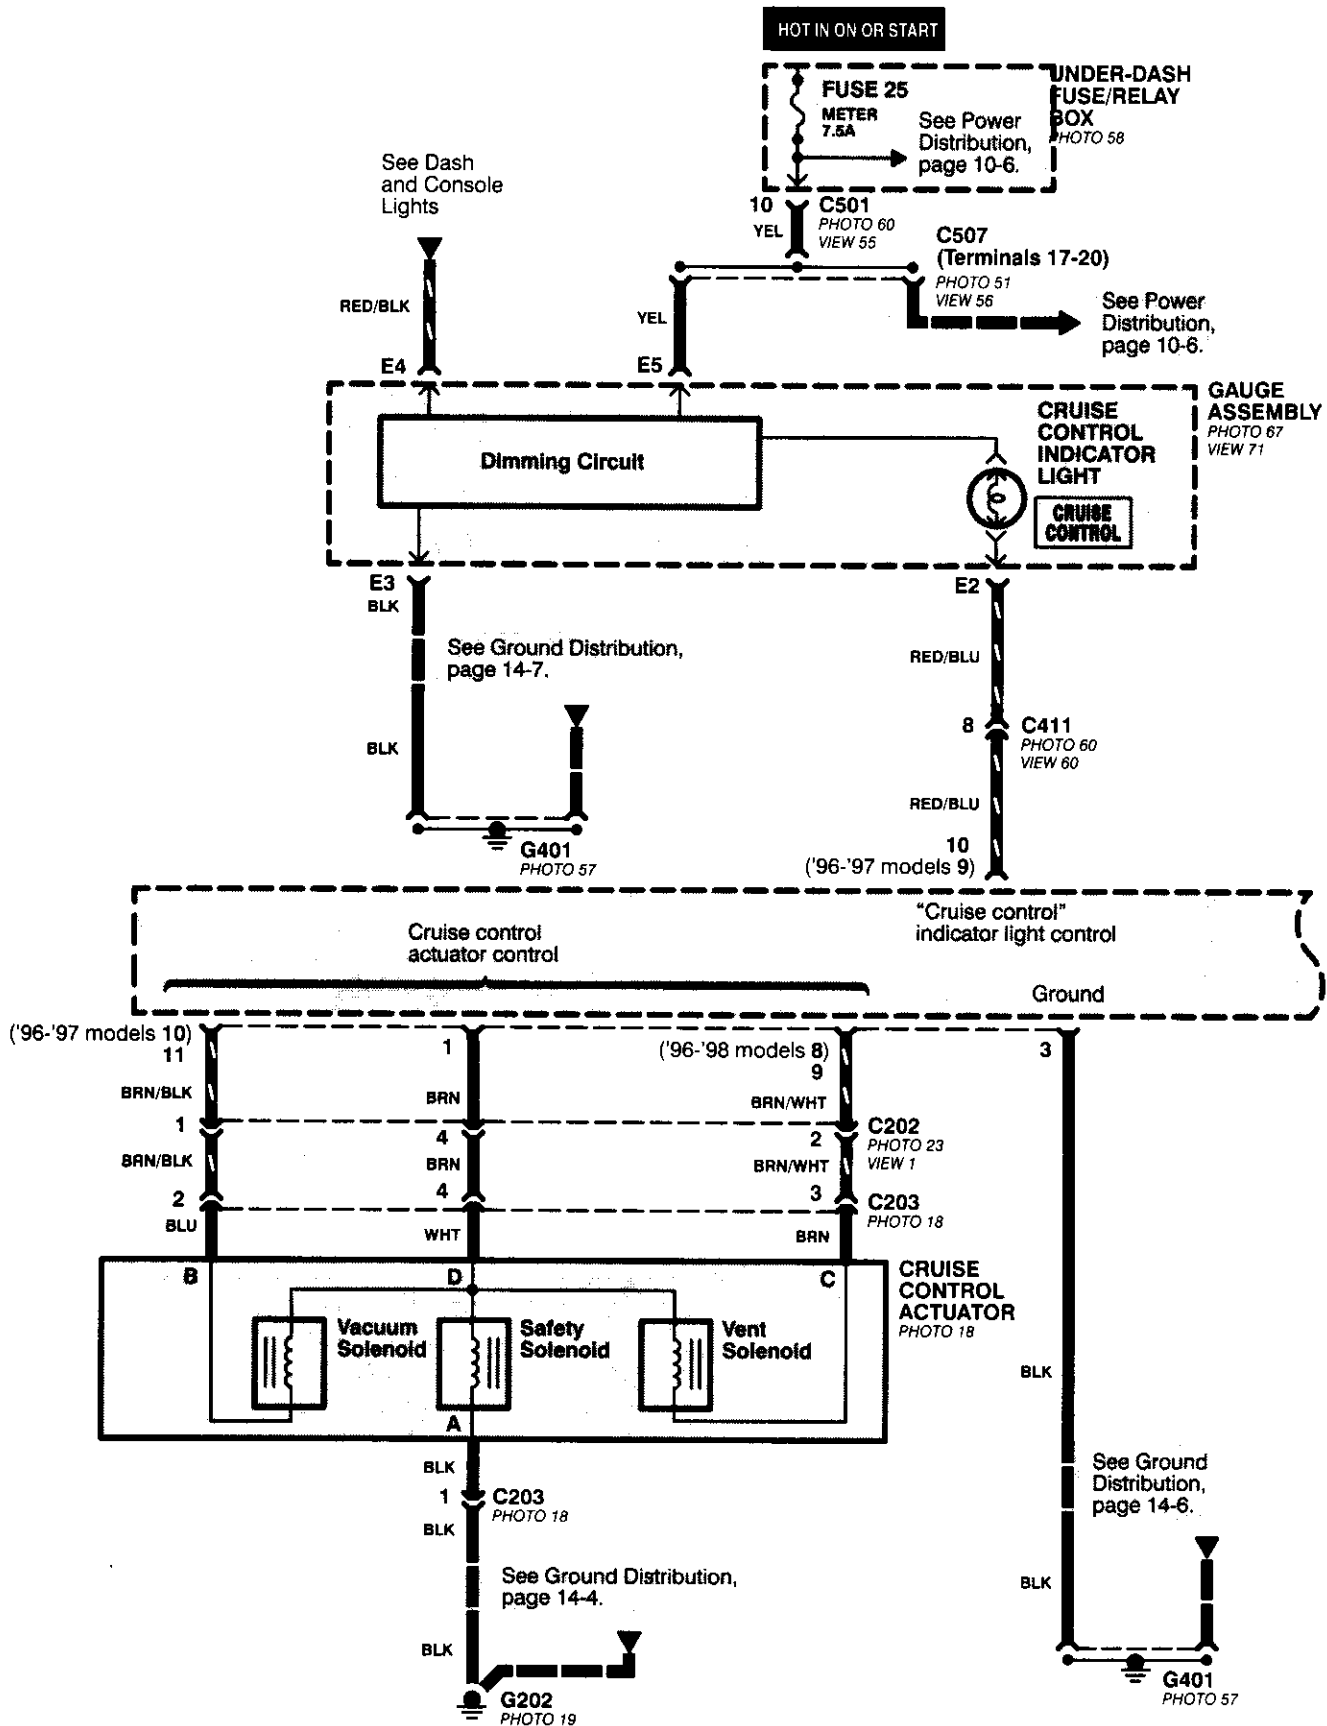 HOT IN ON OR START
UNDER-DASH
FUSE/RELAY
BOX
PHOTO 58
FUSE 25
METER
7.5A
See Power
Distribution,
page 10-6.
See Dash
and Console
Lights
10
C501
PHOTO 60
VIEW 55
YEL
C507
(Terminals 17-20)
PHOTO 51
VIEW 56
RED/BLK
YEL
See Power
Distribution,
page 10-6.
E4
E5
GAUGE
ASSEMBLY
PHOTO 67
VIEW 71
CRUISE
CONTROL
INDICATOR
LIGHT
Dimming Circuit
CRUISE
CONTROL
E3
BLK
E2
See Ground Distribution,
page 14-7.
RED/BLU
8
C411
PHOTO 60
VIEW 60
BLK
RED/BLU
G401
PHOTO 57
10
('96-'97 models 9)
Cruise control
actuator control
"Cruise control"
indicator light control
Ground
('96-'97 models 10)
11
1
('96-'98 models 8)
9
3
BRN/BLK
BRN
BRN/WHT
1
4
2
C202
PHOTO 23
VIEW 1
BRN/BLK
BRN
BRN/WHT
2
4
3
C203
PHOTO 18
BLU
WHT
BRN
B
D
C
CRUISE
CONTROL
ACTUATOR
PHOTO 18
Vacuum
Solenoid
Safety
Solenoid
Vent
Solenoid
A
BLK
BLK
1
C203
PHOTO 18
BLK
See Ground
Distribution,
page 14-6.
See Ground Distribution,
page 14-4.
BLK
BLK
G202
PHOTO 19
G401
PHOTO 57